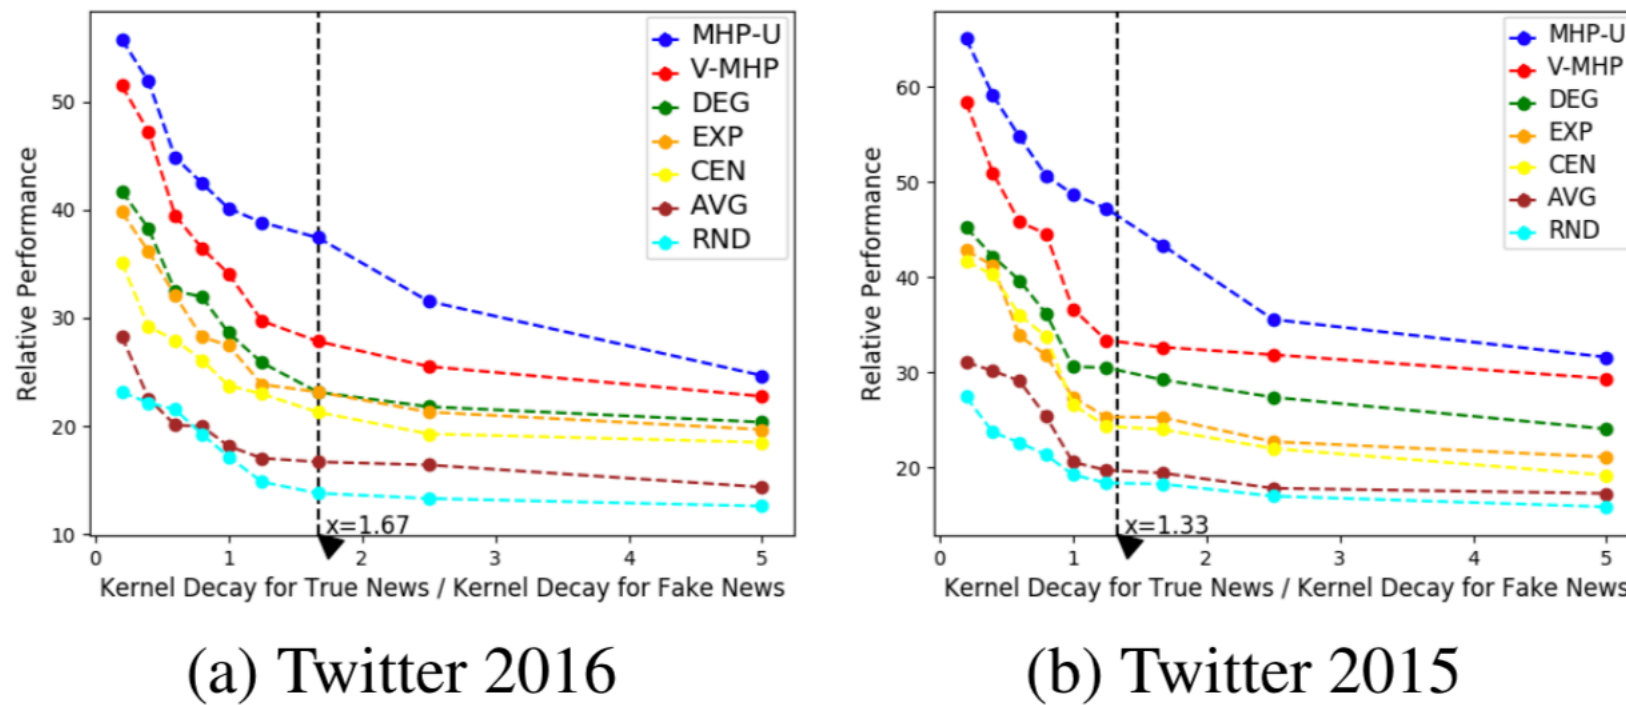 MHP-U
V-MHP
DEG
EXP
CEN
AVG
RND
50
40
30
20
10
Relative Performance
x=1.67
0 1 2 3 4 5
Kernel Decay for True News / Kernel Decay for Fake News
(a) Twitter 2016
MHP-U
V-MHP
DEG
EXP
CEN
AVG
RND
60
50
40
30
20
Relative Performance
x=1.33
0 1 2 3 4 5
Kernel Decay for True News / Kernel Decay for Fake News
(b) Twitter 2015